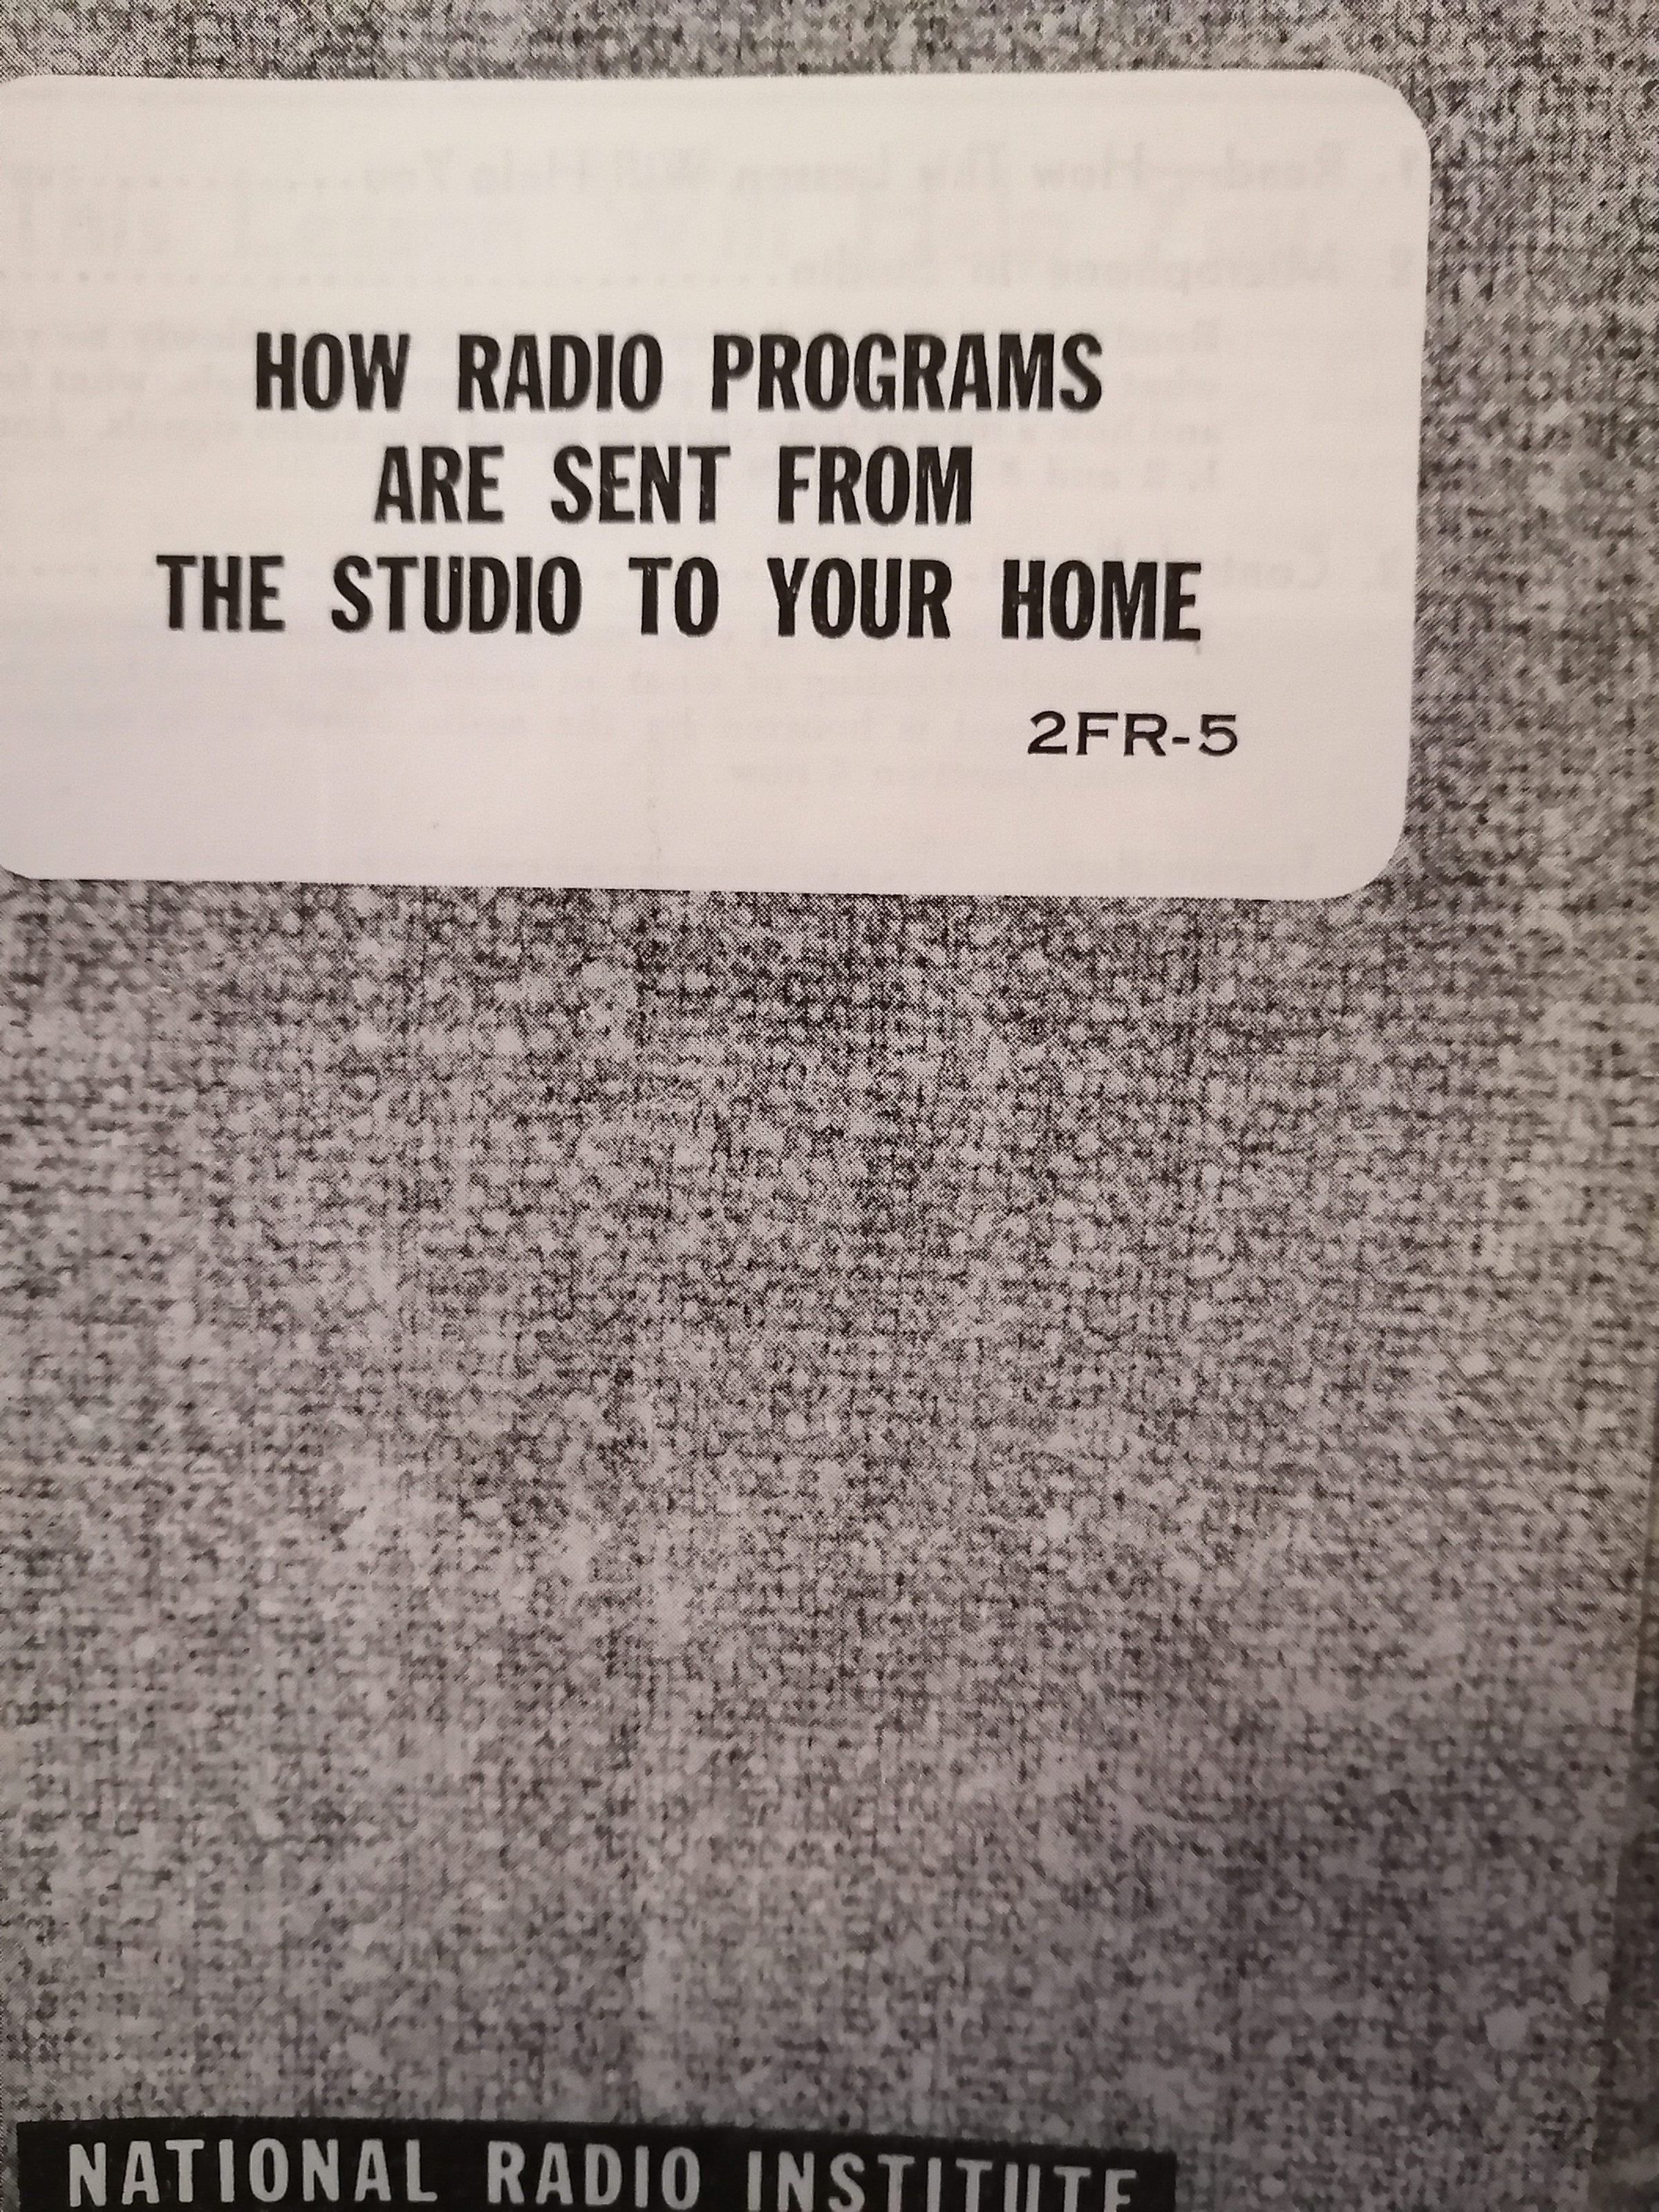 HOW RADIO PROGRAMS
ARE SENT FROM
THE STUDIO TO YOUR HOME
2FR-5
NATIONAL RADIO INSTITUTE